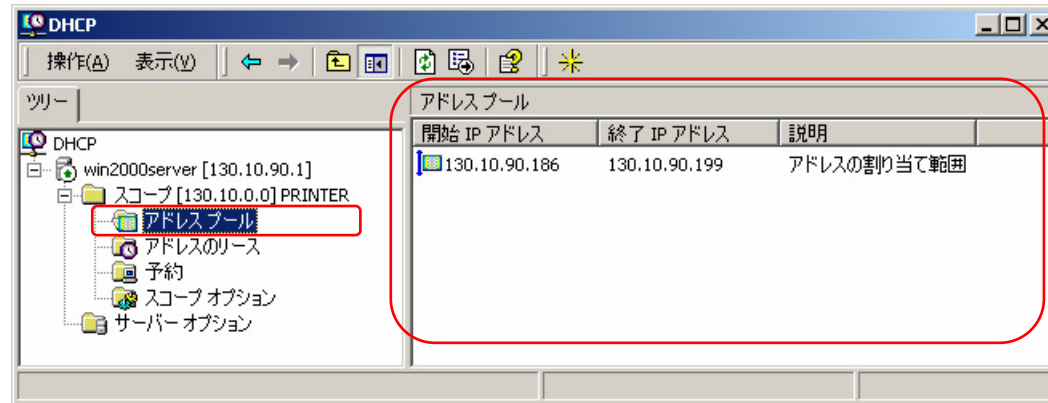 DHCP
操作(A) 表示(V)
ツリー
DHCP
win2000server [130.10.90.1]
スコープ [130.10.0.0] PRINTER
アドレス プール
アドレスのリース
予約
スコープ オプション
サーバー オプション
アドレス プール
開始 IP アドレス 終了 IP アドレス 説明
130.10.90.186 130.10.90.199 アドレスの割り当て範囲